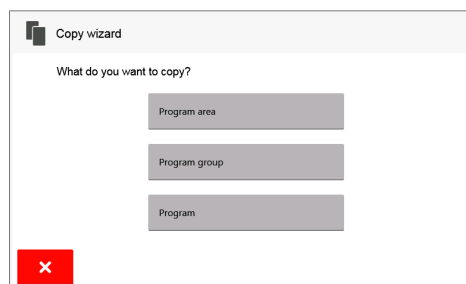 Copy wizard
What do you want to copy?
Program area
Program group
Program